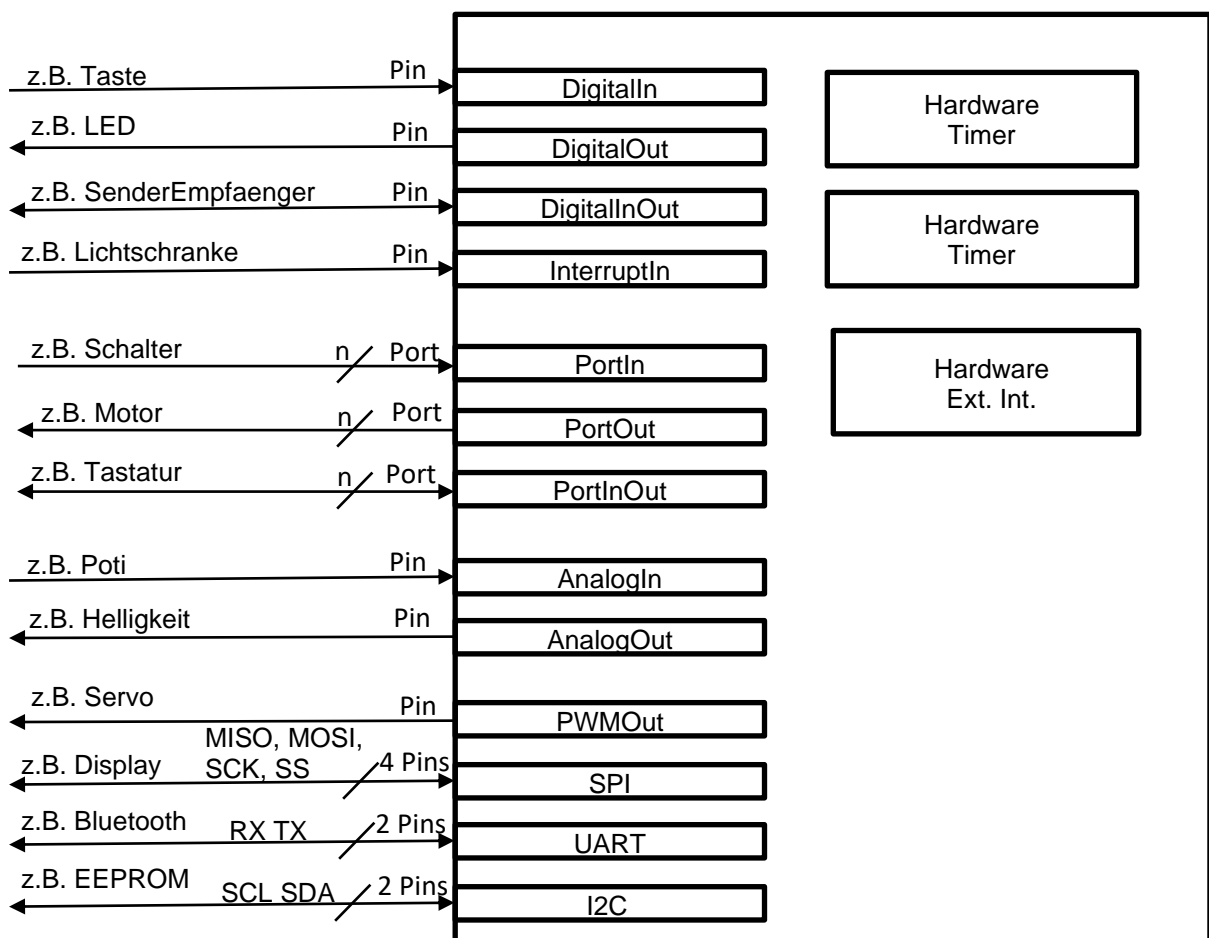 z.B. Taste Pin DigitalIn
z.B. LED Pin DigitalOut
z.B. SenderEmpfaenger Pin DigitalInOut
z.B. Lichtschranke Pin InterruptIn
z.B. Schalter n Port PortIn
z.B. Motor n Port PortOut
z.B. Tastatur n Port PortInOut
z.B. Poti Pin AnalogIn
z.B. Helligkeit Pin AnalogOut
z.B. Servo Pin PWMOut
MISO, MOSI,
z.B. Display SCK, SS 4 Pins SPI
z.B. Bluetooth RX TX 2 Pins UART
z.B. EEPROM SCL SDA 2 Pins I2C
Hardware
Timer
Hardware
Timer
Hardware
Ext. Int.